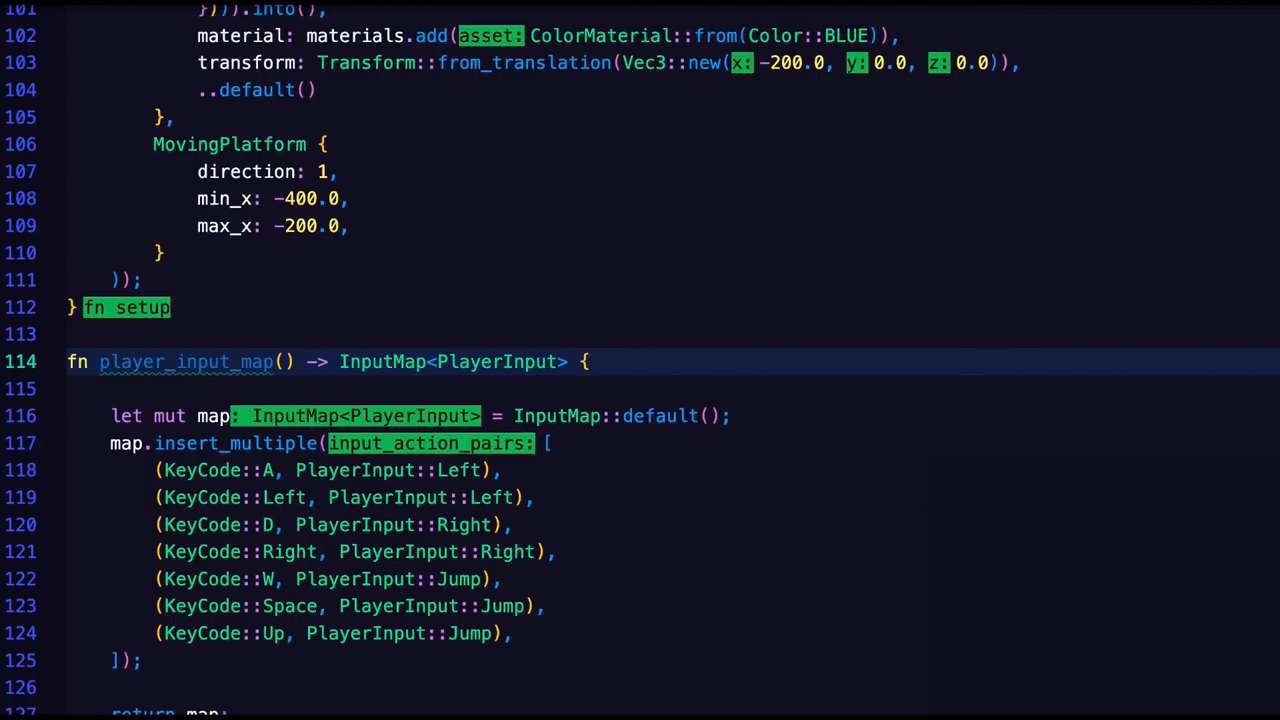 101 }))).into(),
102 material: materials.add(asset: ColorMaterial::from(Color::BLUE)),
103 transform: Transform::from_translation(Vec3::new(x: -200.0, y: 0.0, z: 0.0)),
104 ..default()
105 },
106 MovingPlatform {
107 direction: 1,
108 min_x: -400.0,
109 max_x: -200.0,
110 }
111 ));
112 } fn setup
113
114 fn player_input_map() -> InputMap<PlayerInput> {
115
116 let mut map: InputMap<PlayerInput> = InputMap::default();
117 map.insert_multiple(input_action_pairs: [
118 (KeyCode::A, PlayerInput::Left),
119 (KeyCode::Left, PlayerInput::Left),
120 (KeyCode::D, PlayerInput::Right),
121 (KeyCode::Right, PlayerInput::Right),
122 (KeyCode::W, PlayerInput::Jump),
123 (KeyCode::Space, PlayerInput::Jump),
124 (KeyCode::Up, PlayerInput::Jump),
125 ]);
126
127 return map;